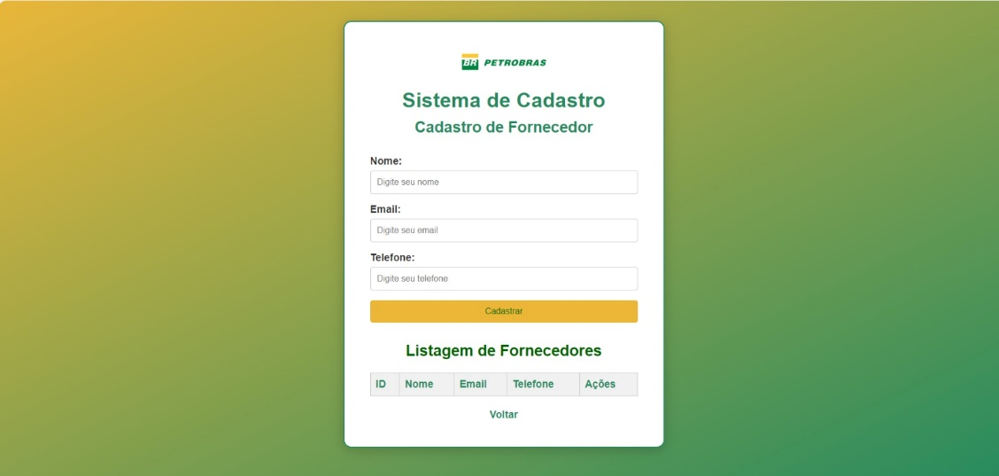 BR PETROBRAS
Sistema de Cadastro
Cadastro de Fornecedor
Nome:
Digite seu nome
Email:
Digite seu email
Telefone:
Digite seu telefone
Cadastrar
Listagem de Fornecedores
ID Nome Email Telefone Ações
Voltar